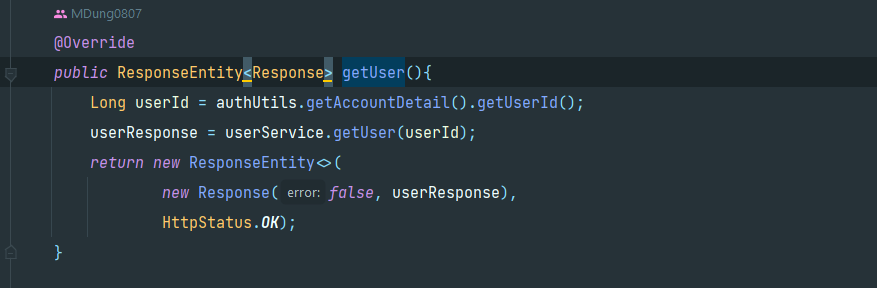 MDung0807
@Override
public ResponseEntity<Response> getUser(){
Long userId = authUtils.getAccountDetail().getUserId();
userResponse = userService.getUser(userId);
return new ResponseEntity<>(
new Response( error: false, userResponse),
HttpStatus.OK);
}